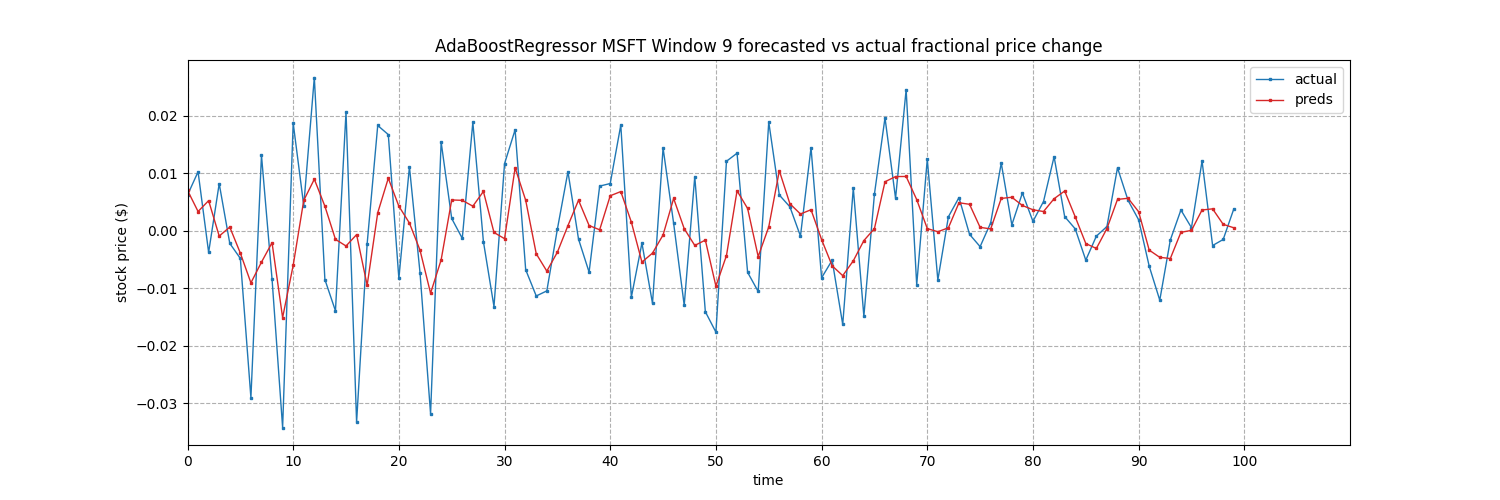 AdaBoostRegressor MSFT Window 9 forecasted vs actual fractional price change
actual
preds
stock price ($)
0.02
0.01
0.00
−0.01
−0.02
−0.03
0 10 20 30 40 50 60 70 80 90 100
time